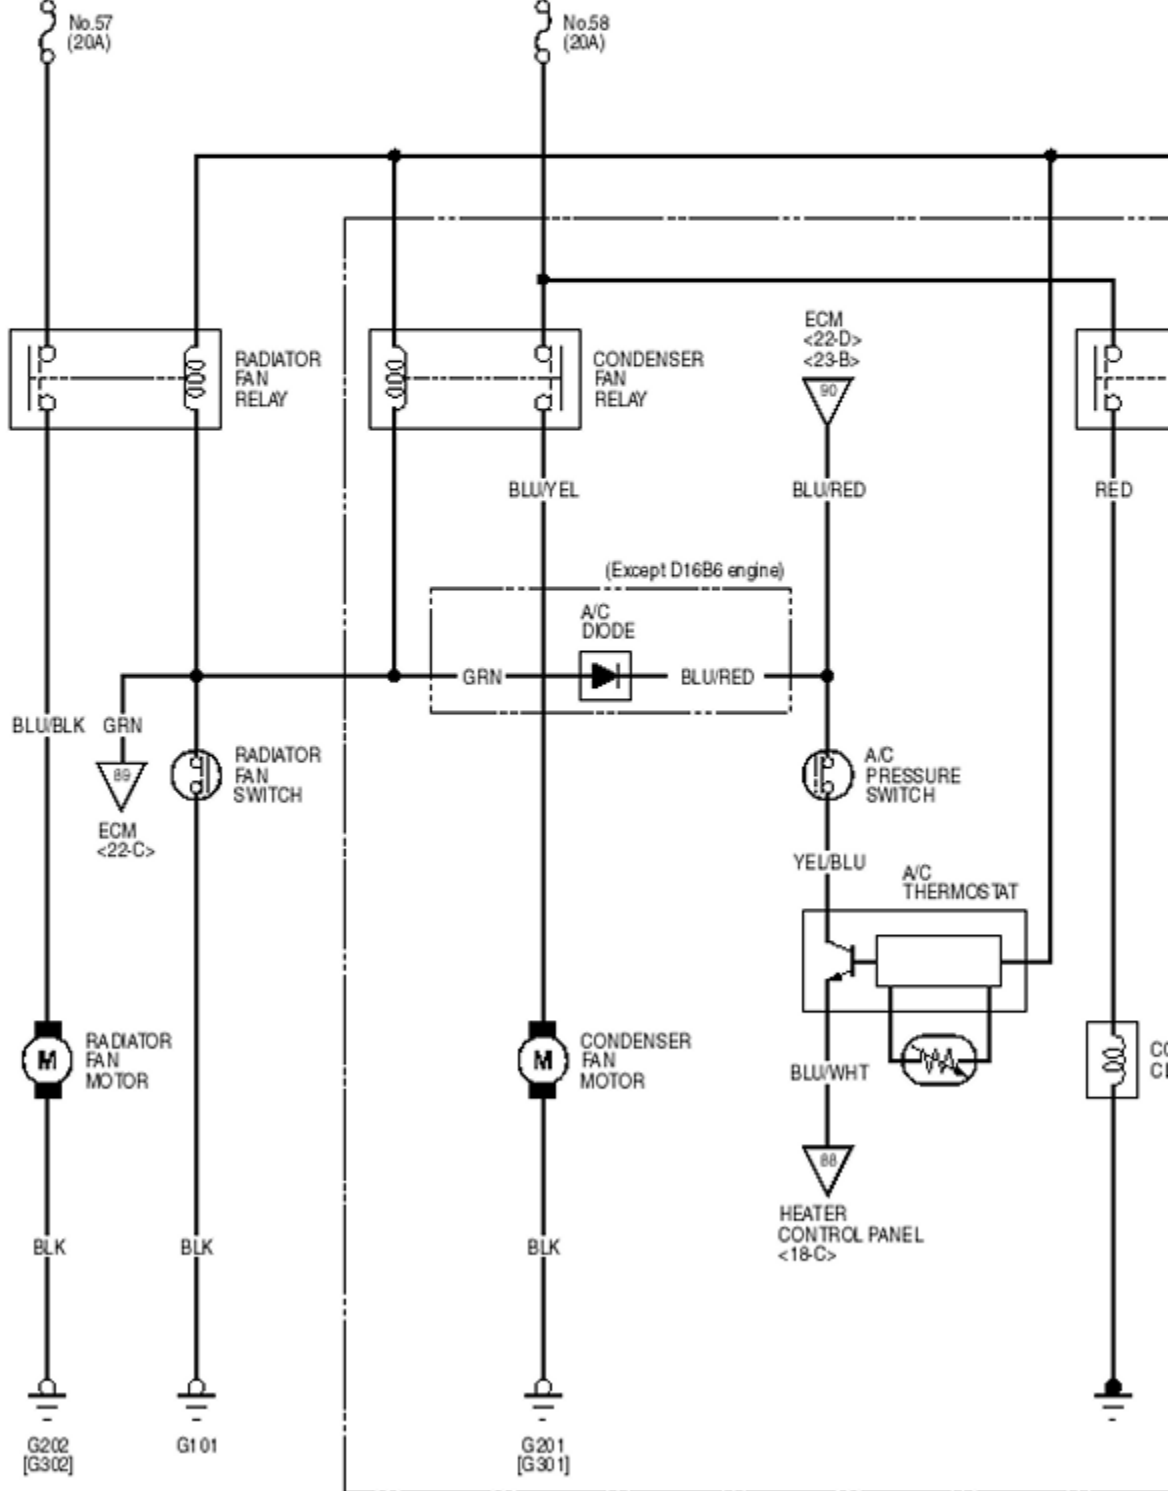 No.57
(20A)
No.58
(20A)
RADIATOR
FAN
RELAY
CONDENSER
FAN
RELAY
ECM
<22-D>
<23-B>
90
BLU/YEL
BLU/RED
RED
(Except D16B6 engine)
A/C
DIODE
GRN
BLU/RED
BLU/BLK
GRN
89
ECM
<22-C>
RADIATOR
FAN
SWITCH
A/C
PRESSURE
SWITCH
YEL/BLU
A/C
THERMOSTAT
RADIATOR
FAN
MOTOR
M
CONDENSER
FAN
MOTOR
M
BLU/WHT
88
HEATER
CONTROL PANEL
<18-C>
BLK
BLK
BLK
G202
[G302]
G101
G201
[G301]